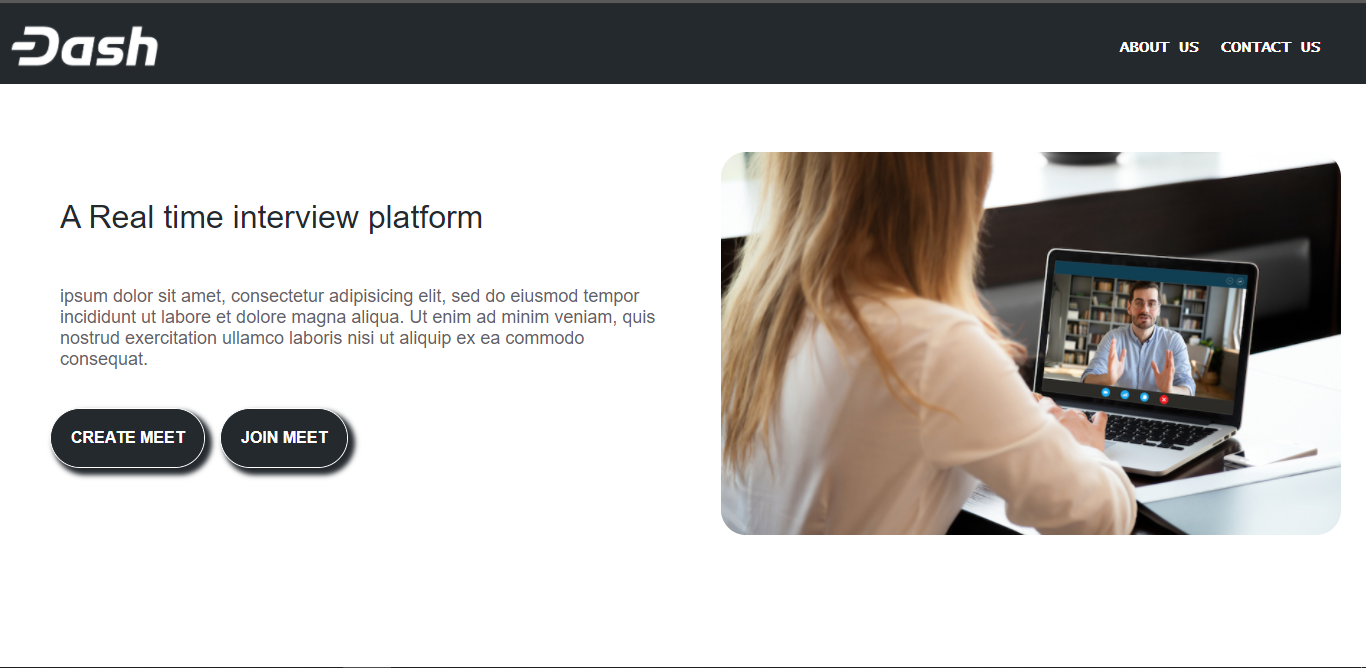 Dash
ABOUT US CONTACT US
A Real time interview platform
ipsum dolor sit amet, consectetur adipisicing elit, sed do eiusmod tempor
incididunt ut labore et dolore magna aliqua. Ut enim ad minim veniam, quis
nostrud exercitation ullamco laboris nisi ut aliquip ex ea commodo
consequat.
CREATE MEET JOIN MEET